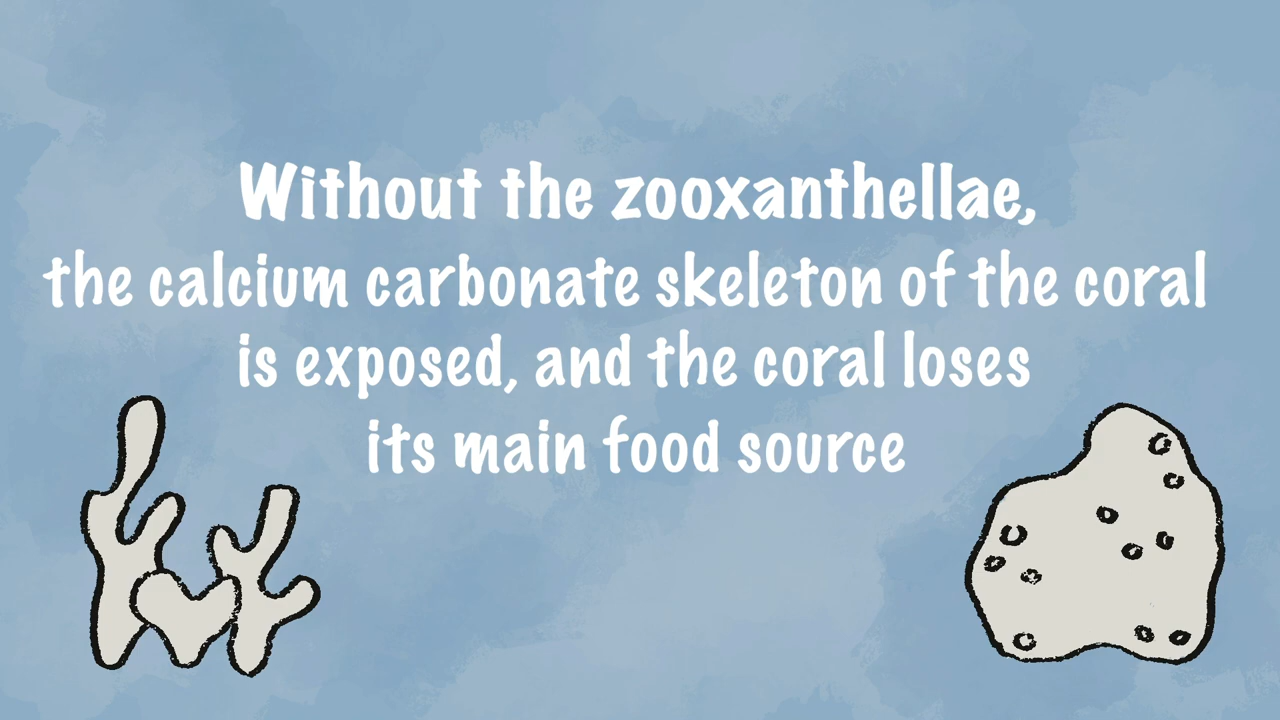 Without the zooxanthellae,
the calcium carbonate skeleton of the coral
is exposed, and the coral loses
its main food source